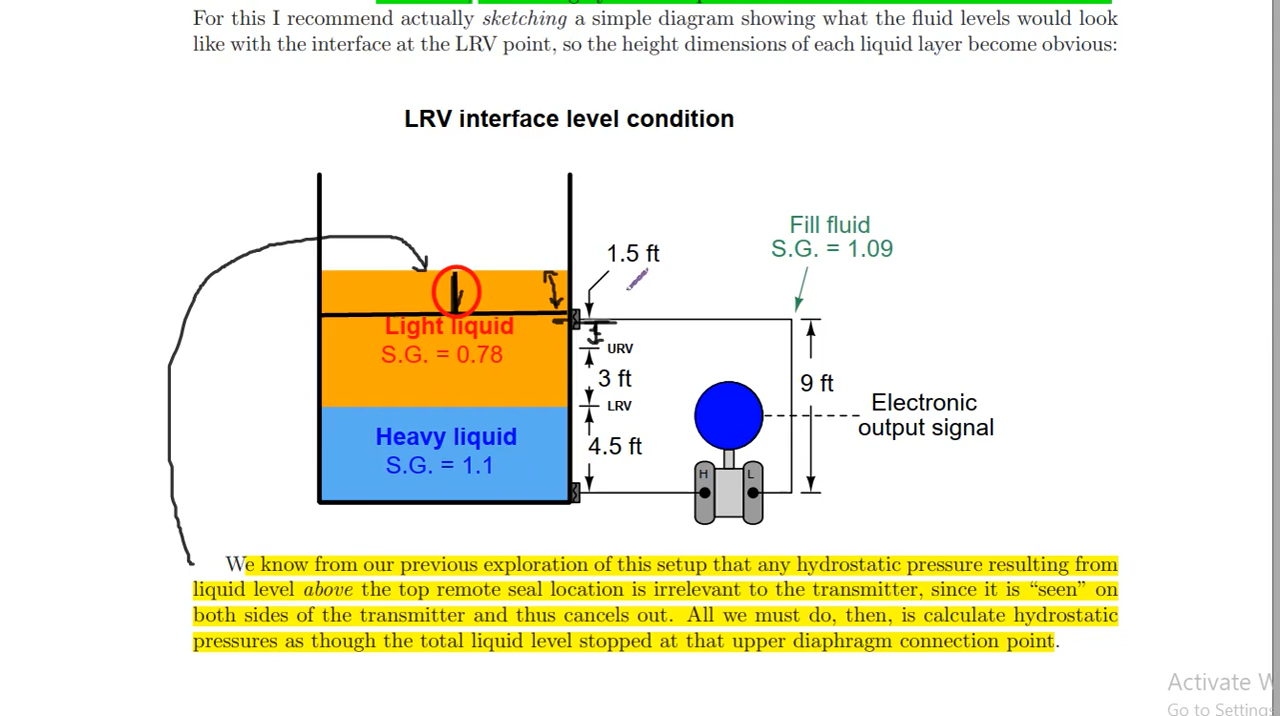 For this I recommend actually sketching a simple diagram showing what the fluid levels would look
like with the interface at the LRV point, so the height dimensions of each liquid layer become obvious:
LRV interface level condition
Fill fluid
S.G. = 1.09
1.5 ft
Light liquid
S.G. = 0.78
URV
3 ft
LRV
9 ft
Electronic
output signal
Heavy liquid
S.G. = 1.1
4.5 ft
H
L
We know from our previous exploration of this setup that any hydrostatic pressure resulting from
liquid level above the top remote seal location is irrelevant to the transmitter, since it is “seen” on
both sides of the transmitter and thus cancels out. All we must do, then, is calculate hydrostatic
pressures as though the total liquid level stopped at that upper diaphragm connection point.
Activate W
Go to Settings